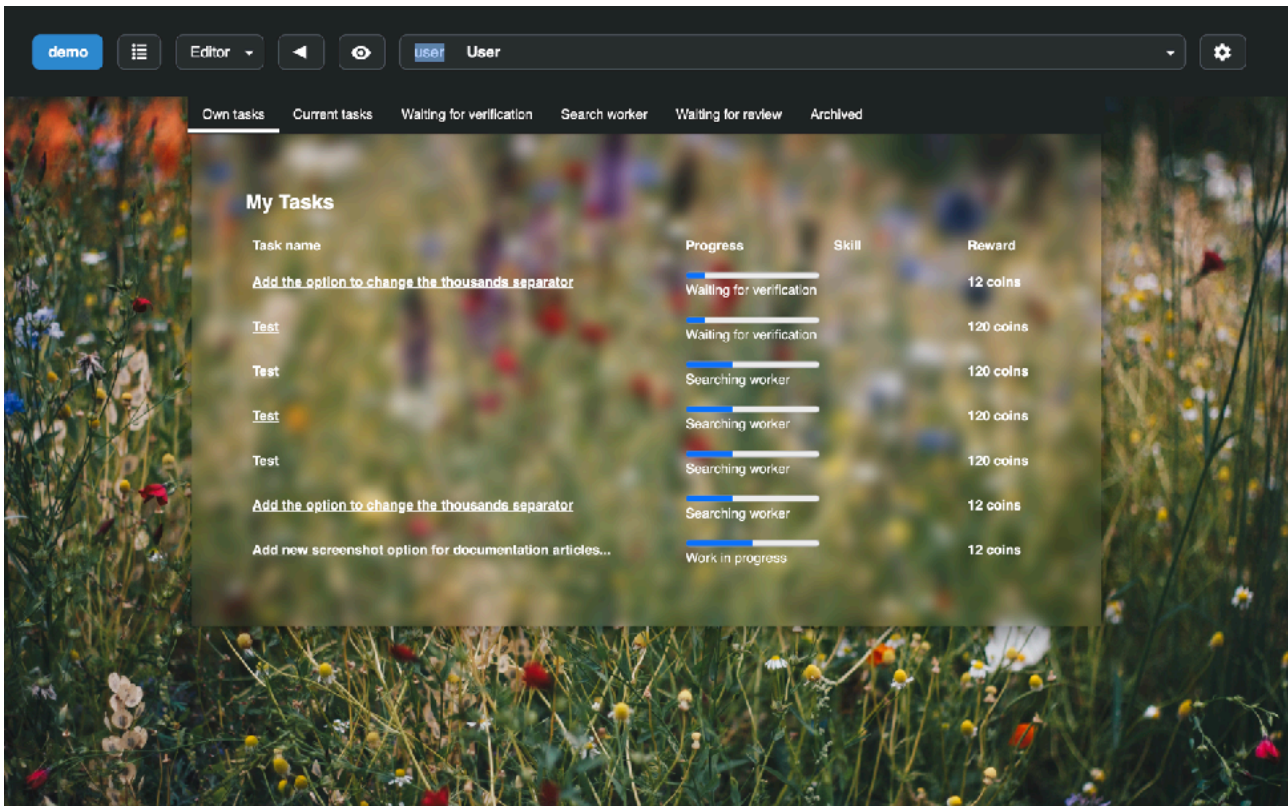 demo Editor user User
Own tasks Current tasks Waiting for verification Search worker Waiting for review Archived
My Tasks
Task name Progress Skill Reward
Add the option to change the thousands separator Waiting for verification 12 coins
Test Waiting for verification 120 coins
Test Searching worker 120 coins
Test Searching worker 120 coins
Test Searching worker 120 coins
Add the option to change the thousands separator Searching worker 12 coins
Add new screenshot option for documentation articles... Work in progress 12 coins